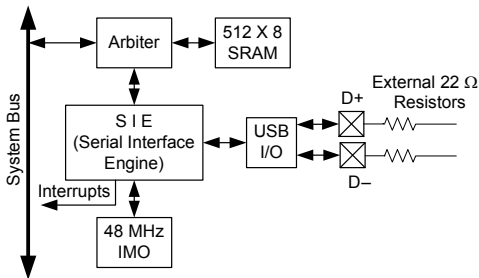 System Bus
Arbiter
512 X 8
SRAM
S I E
(Serial Interface
Engine)
Interrupts
48 MHz
IMO
USB
I/O
D+
D–
External 22 Ω
Resistors